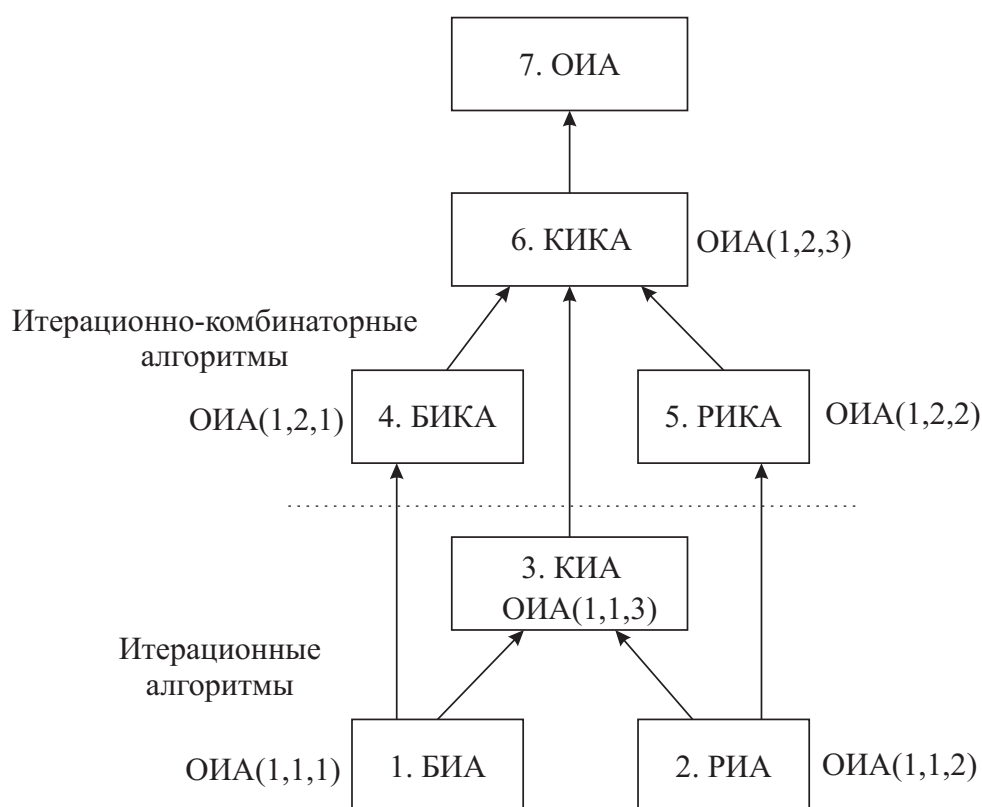 7. ОИА
6. КИКА
ОИА(1,2,3)
Итерационно-комбинаторные
алгоритмы
ОИА(1,2,1)
4. БИКА
5. РИКА
ОИА(1,2,2)
3. КИА
ОИА(1,1,3)
Итерационные
алгоритмы
ОИА(1,1,1)
1. БИА
2. РИА
ОИА(1,1,2)